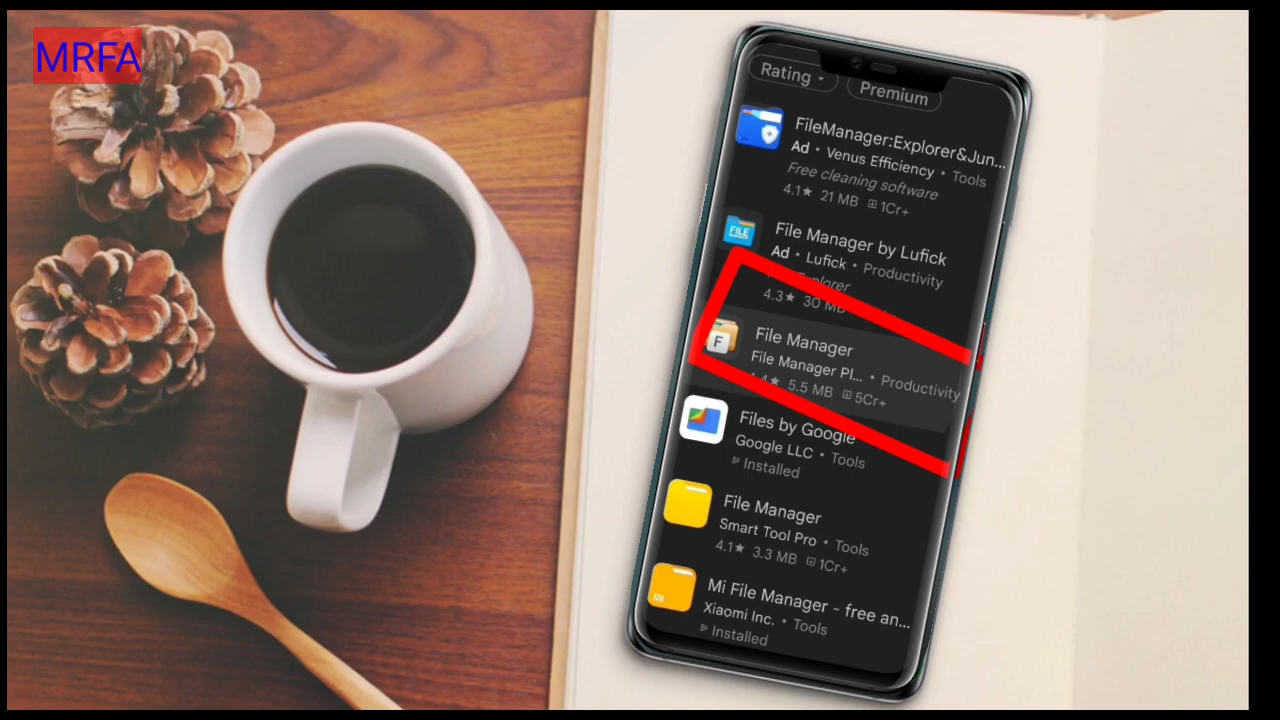 MRFA
Rating
Premium
FileManager:Explorer&Jun...
Ad • Venus Efficiency • Tools
Free cleaning software
4.1★ 21 MB 1Cr+
FILE
File Manager by Lufick
Ad • Lufick • Productivity
Explorer
4.3★ 30 MB
F
File Manager
File Manager Pl... • Productivity
5.5 MB 5Cr+
Files by Google
Google LLC • Tools
Installed
File Manager
Smart Tool Pro • Tools
4.1★ 3.3 MB 1Cr+
mi
Mi File Manager - free an...
Xiaomi Inc. • Tools
Installed